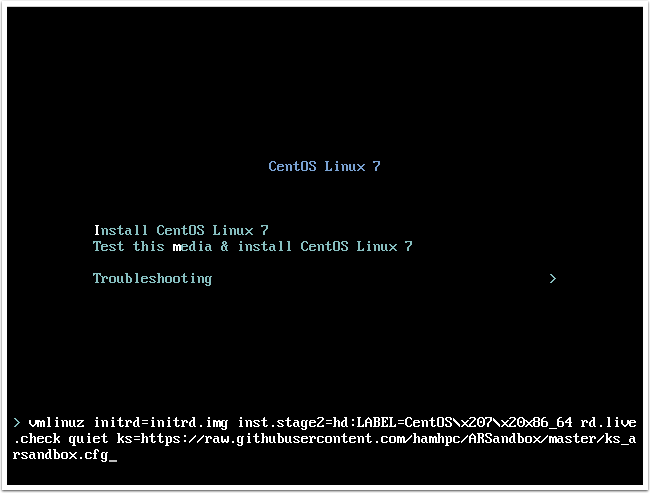 CentOS Linux 7
Install CentOS Linux 7
Test this media & install CentOS Linux 7
Troubleshooting >
> vmlinuz initrd=initrd.img inst.stage2=hd:LABEL=CentOS\x207\x20x86_64 rd.live
.check quiet ks=https://raw.githubusercontent.com/hamhpc/ARSandbox/master/ks_a
rsandbox.cfg_